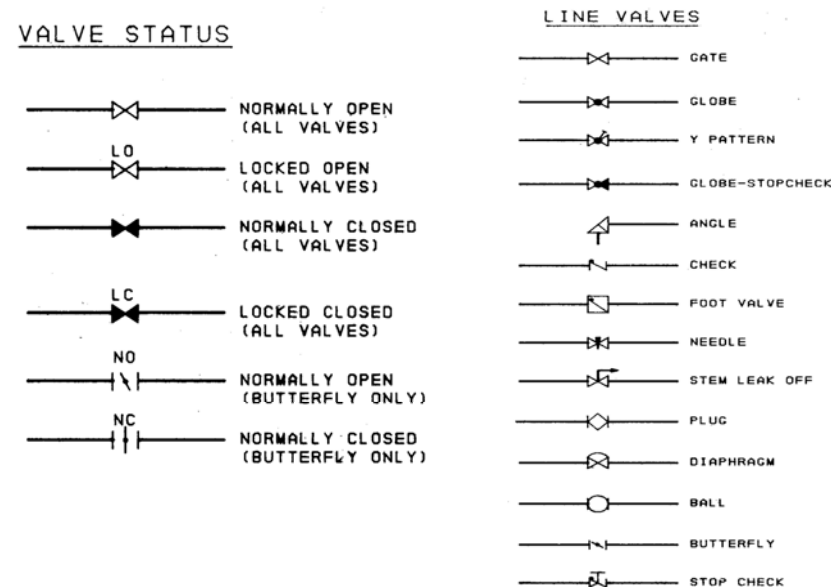 VALVE STATUS
NORMALLY OPEN
(ALL VALVES)
LO
LOCKED OPEN
(ALL VALVES)
NORMALLY CLOSED
(ALL VALVES)
LC
LOCKED CLOSED
(ALL VALVES)
NO
NORMALLY OPEN
(BUTTERFLY ONLY)
NC
NORMALLY CLOSED
(BUTTERFLY ONLY)
LINE VALVES
GATE
GLOBE
Y PATTERN
GLOBE-STOPCHECK
ANGLE
CHECK
FOOT VALVE
NEEDLE
STEM LEAK OFF
PLUG
DIAPHRAGM
BALL
BUTTERFLY
STOP CHECK